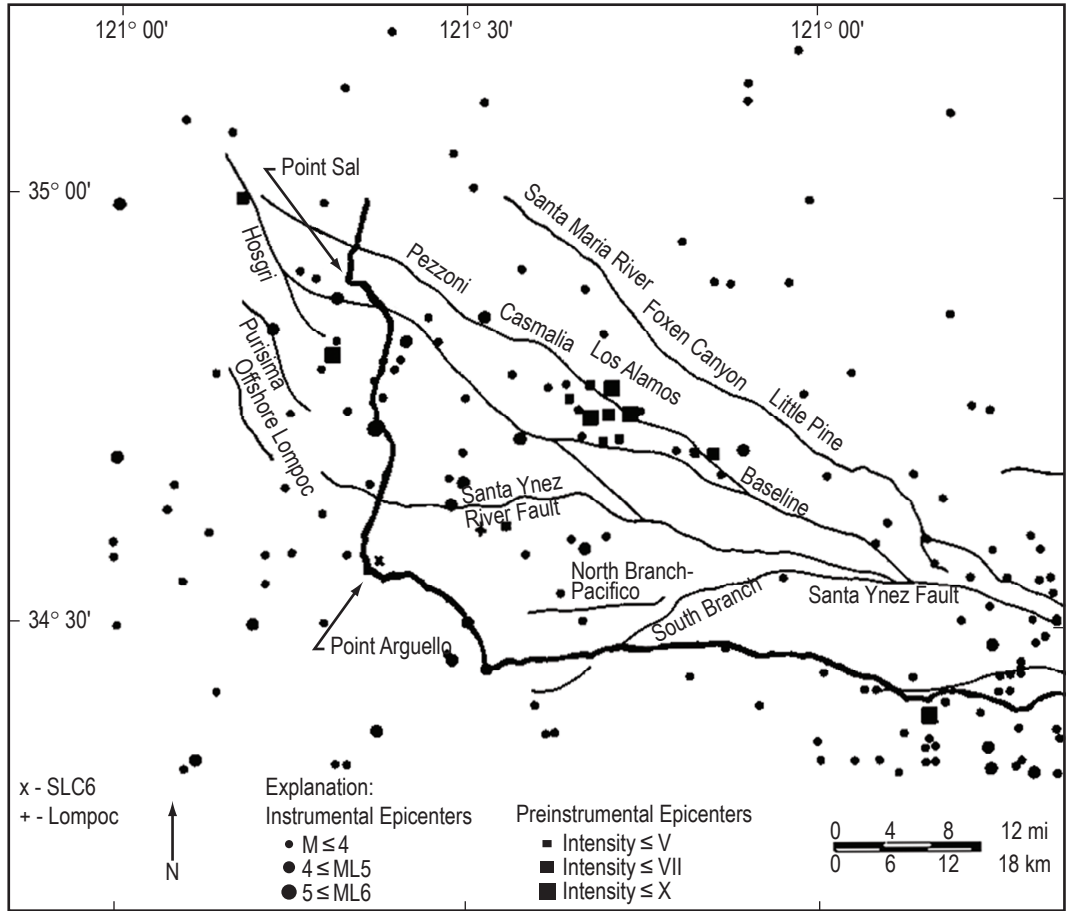 121° 00'
121° 30'
121° 00'
35° 00'
34° 30'
Point Sal
Hosgri
Pezzoni
Santa Maria River
Casmalia
Foxen Canyon
Los Alamos
Little Pine
Purisima
Offshore Lompoc
Baseline
Santa Ynez
River Fault
North Branch-
Pacifico
South Branch
Santa Ynez Fault
Point Arguello
x - SLC6
+ - Lompoc
N
Explanation:
Instrumental Epicenters
M ≤ 4
4 ≤ ML5
5 ≤ ML6
Preinstrumental Epicenters
Intensity ≤ V
Intensity ≤ VII
Intensity ≤ X
0 4 8 12 mi
0 6 12 18 km